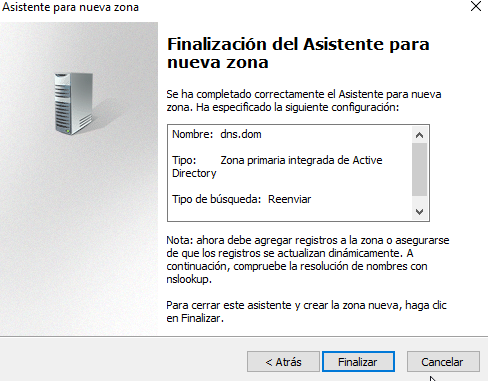 Asistente para nueva zona
Finalización del Asistente para
nueva zona
Se ha completado correctamente el Asistente para nueva
zona. Ha especificado la siguiente configuración:
Nombre: dns.dom
Tipo: Zona primaria integrada de Active
Directory
Tipo de búsqueda: Reenviar
Nota: ahora debe agregar registros a la zona o asegurarse
de que los registros se actualizan dinámicamente. A
continuación, compruebe la resolución de nombres con
nslookup.
Para cerrar este asistente y crear la zona nueva, haga clic
en Finalizar.
< Atrás Finalizar Cancelar